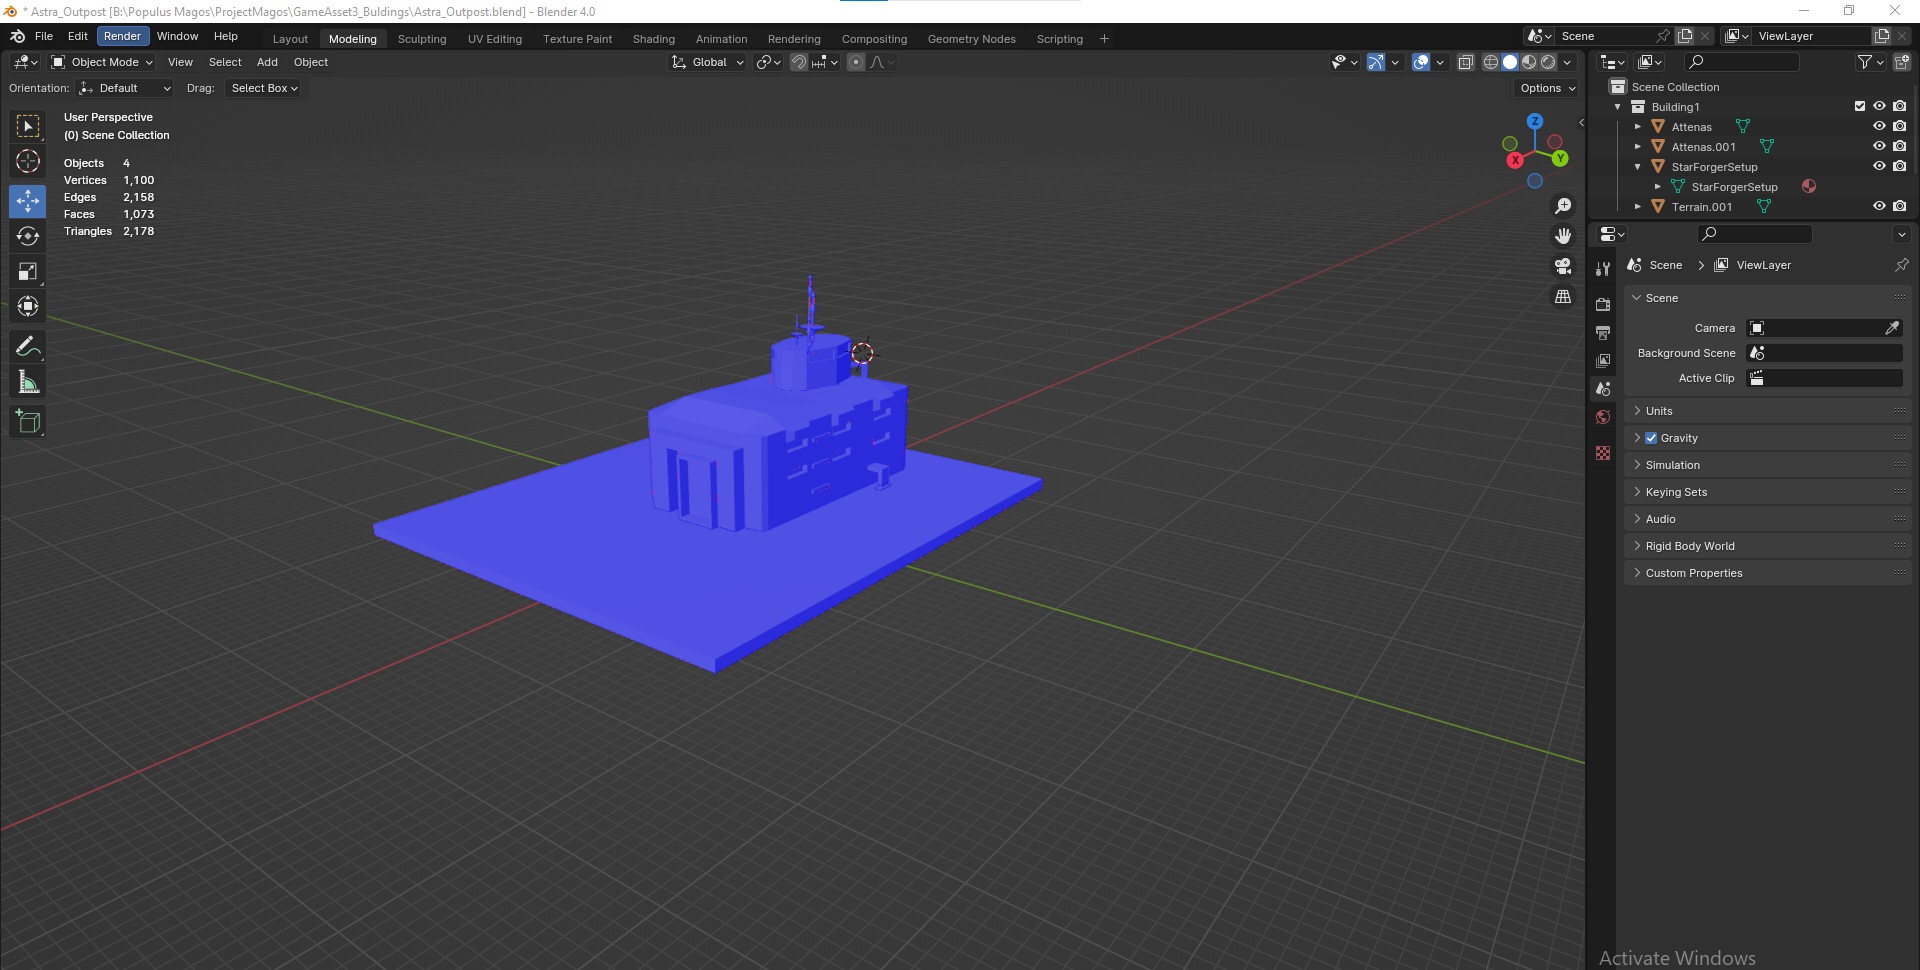 * Astra_Outpost [B:\Populus Magos\ProjectMagos\GameAsset3_Buldings\Astra_Outpost.blend] - Blender 4.0
File Edit Render Window Help Layout Modeling Sculpting UV Editing Texture Paint Shading Animation Rendering Compositing Geometry Nodes Scripting + Scene ViewLayer
Object Mode View Select Add Object Global
Orientation: Default Drag: Select Box Options
User Perspective
(0) Scene Collection
Objects 4
Vertices 1,100
Edges 2,158
Faces 1,073
Triangles 2,178
Z
X
Y
Scene Collection
Building1
Attenas
Attenas.001
StarForgerSetup
StarForgerSetup
Terrain.001
Scene > ViewLayer
Scene
Camera
Background Scene
Active Clip
Units
Gravity
Simulation
Keying Sets
Audio
Rigid Body World
Custom Properties
Activate Windows